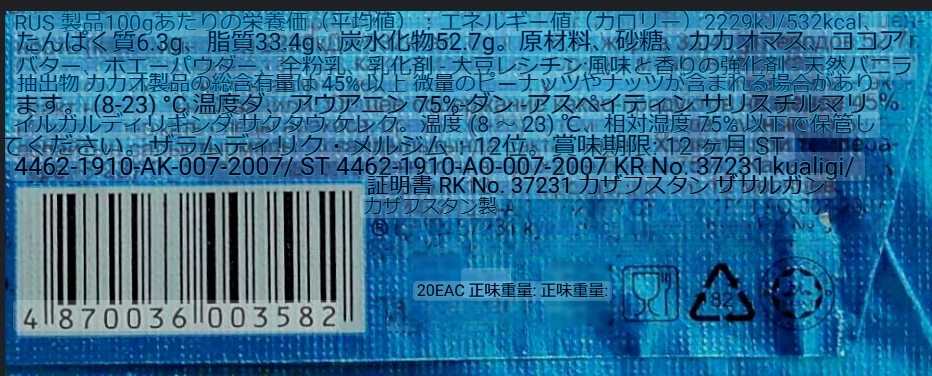 RUS 製品100gあたりの栄養価（平均値）：エネルギー値（カロリー）2229kJ/532kcal、
たんぱく質6.3g、脂質33.4g、炭水化物52.7g。原材料、砂糖、カカオマス、ココア
バター、ホエーパウダー、全粉乳、乳化剤 - 大豆レシチン 風味と香りの強化剤 - 天然バニラ
抽出物 カカオ製品の総含有量は 45%以上 微量のピーナッツやナッツが含まれる場合があり
ます。 (8-23) °C 温度ダ、アウアニン 75%-ダン-アスペイティン サリスチルマリ
イルガルディリギンダ サクタウ ケレク。温度 (8 ～ 23) ℃、相対湿度 75% 以下で保管し
てください。ザラムディリク・メルジム - 12位。賞味期限:12 ヶ月 ST
4462-1910-AK-007-2007/ ST 4462-1910-AO-007-2007 KR No. 37231 kualigi/
証明書 RK No. 37231 カザフスタン ザサルガン
カザフスタン製
20EAC 正味重量: 正味重量:
82
4 870036 003582